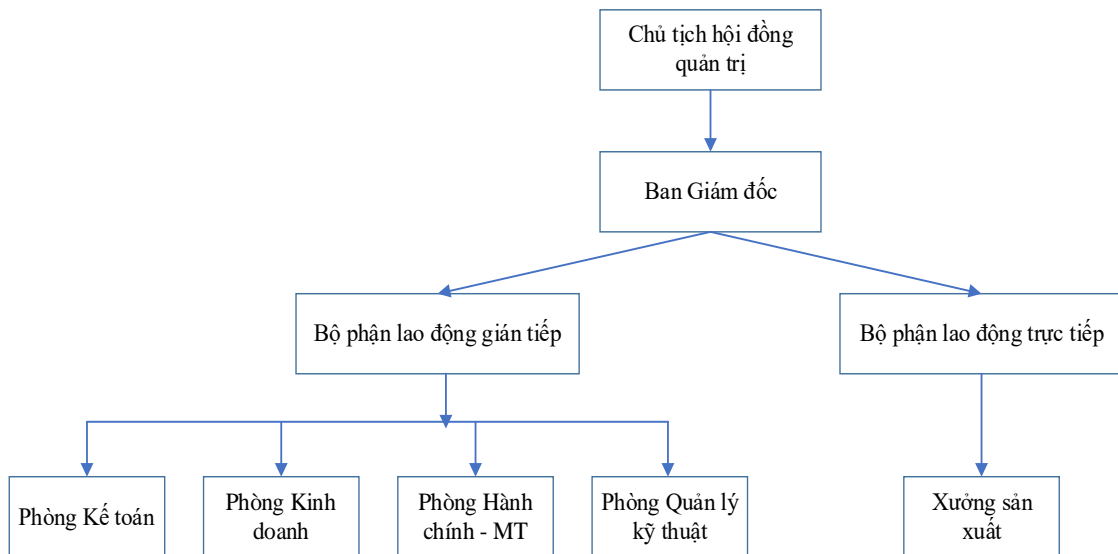 Chủ tịch hội đồng
quản trị
Ban Giám đốc
Bộ phận lao động gián tiếp
Bộ phận lao động trực tiếp
Phòng Kế toán
Phòng Kinh
doanh
Phòng Hành
chính - MT
Phòng Quản lý
kỹ thuật
Xưởng sản
xuất